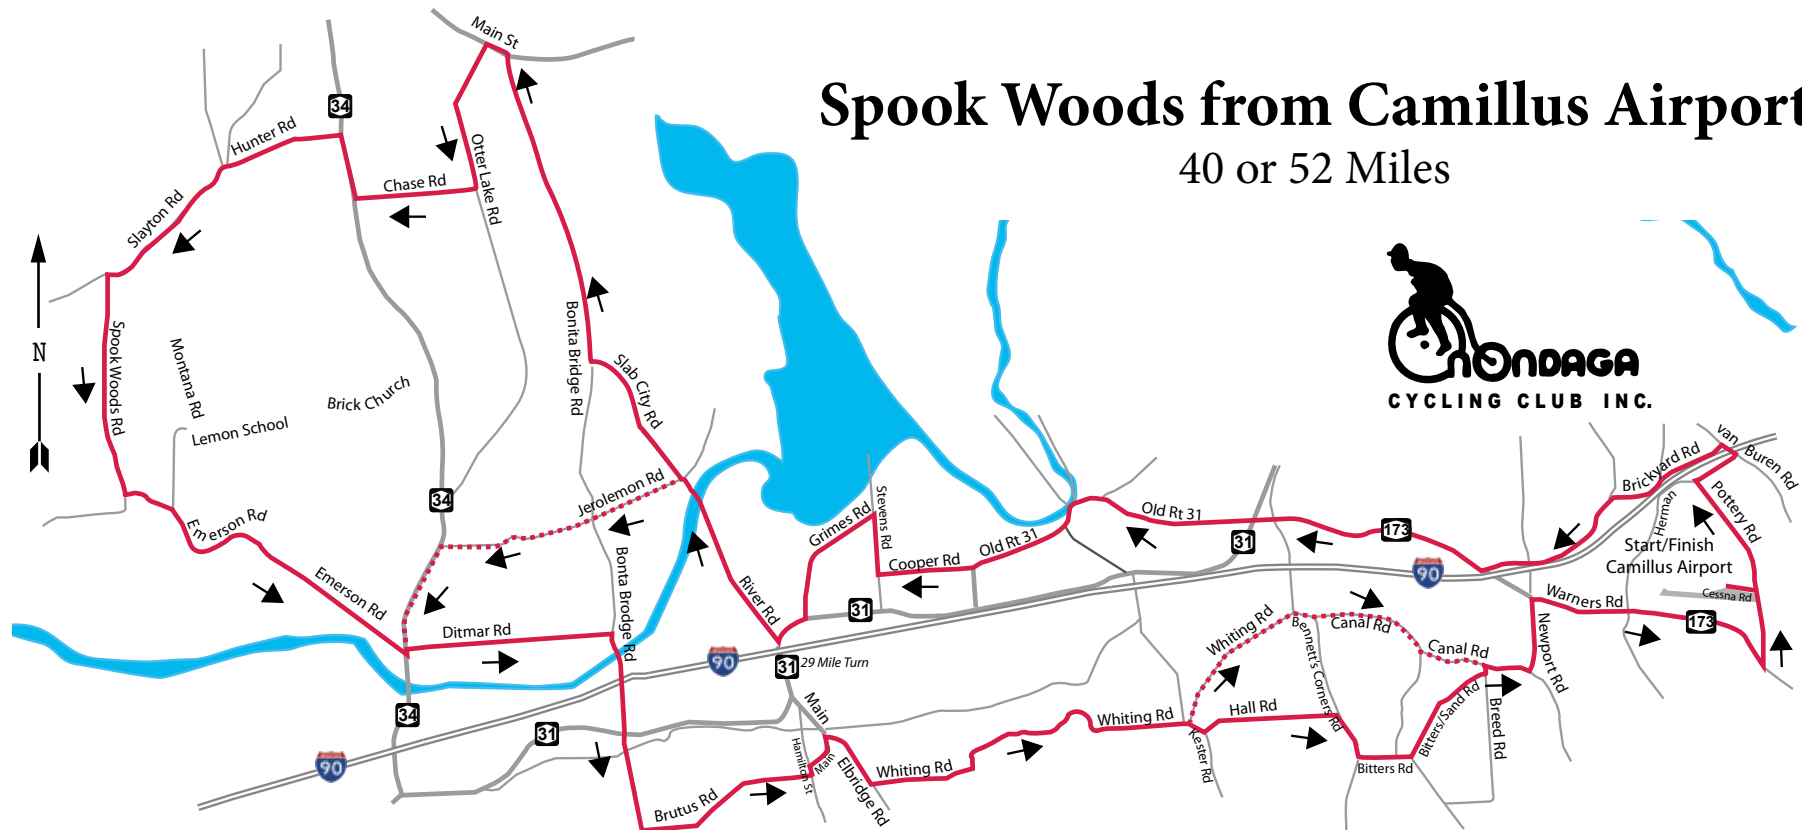 Main St
Spook Woods from Camillus Airport
40 or 52 Miles
34
Hunter Rd
Otter Lake Rd
Chase Rd
Slayton Rd
N
Spook Woods Rd
Montana Rd
Lemon School
Brick Church
Bonita Bridge Rd
Slab City Rd
ONONDAGA
CYCLING CLUB INC.
34
Jerolemon Rd
Emerson Rd
Emerson Rd
Ditmar Rd
Bonta Brodge Rd
River Rd
Grimes Rd
Stevens Rd
Cooper Rd
Old Rt 31
Old Rt 31
31
173
90
31
Brickyard Rd
van Buren Rd
Herman
Pottery Rd
Start/Finish
Camillus Airport
Cessna Rd
Warners Rd
173
Newport Rd
90
31
29 Mile Turn
34
31
90
Main
Hamilton St
Main
Elbridge Rd
Brutus Rd
Whiting Rd
Whiting Rd
Kester Rd
Whiting Rd
Hall Rd
Bennett's Corners Rd
Canal Rd
Canal Rd
Bitters/Sand Rd
Breed Rd
Bitters Rd